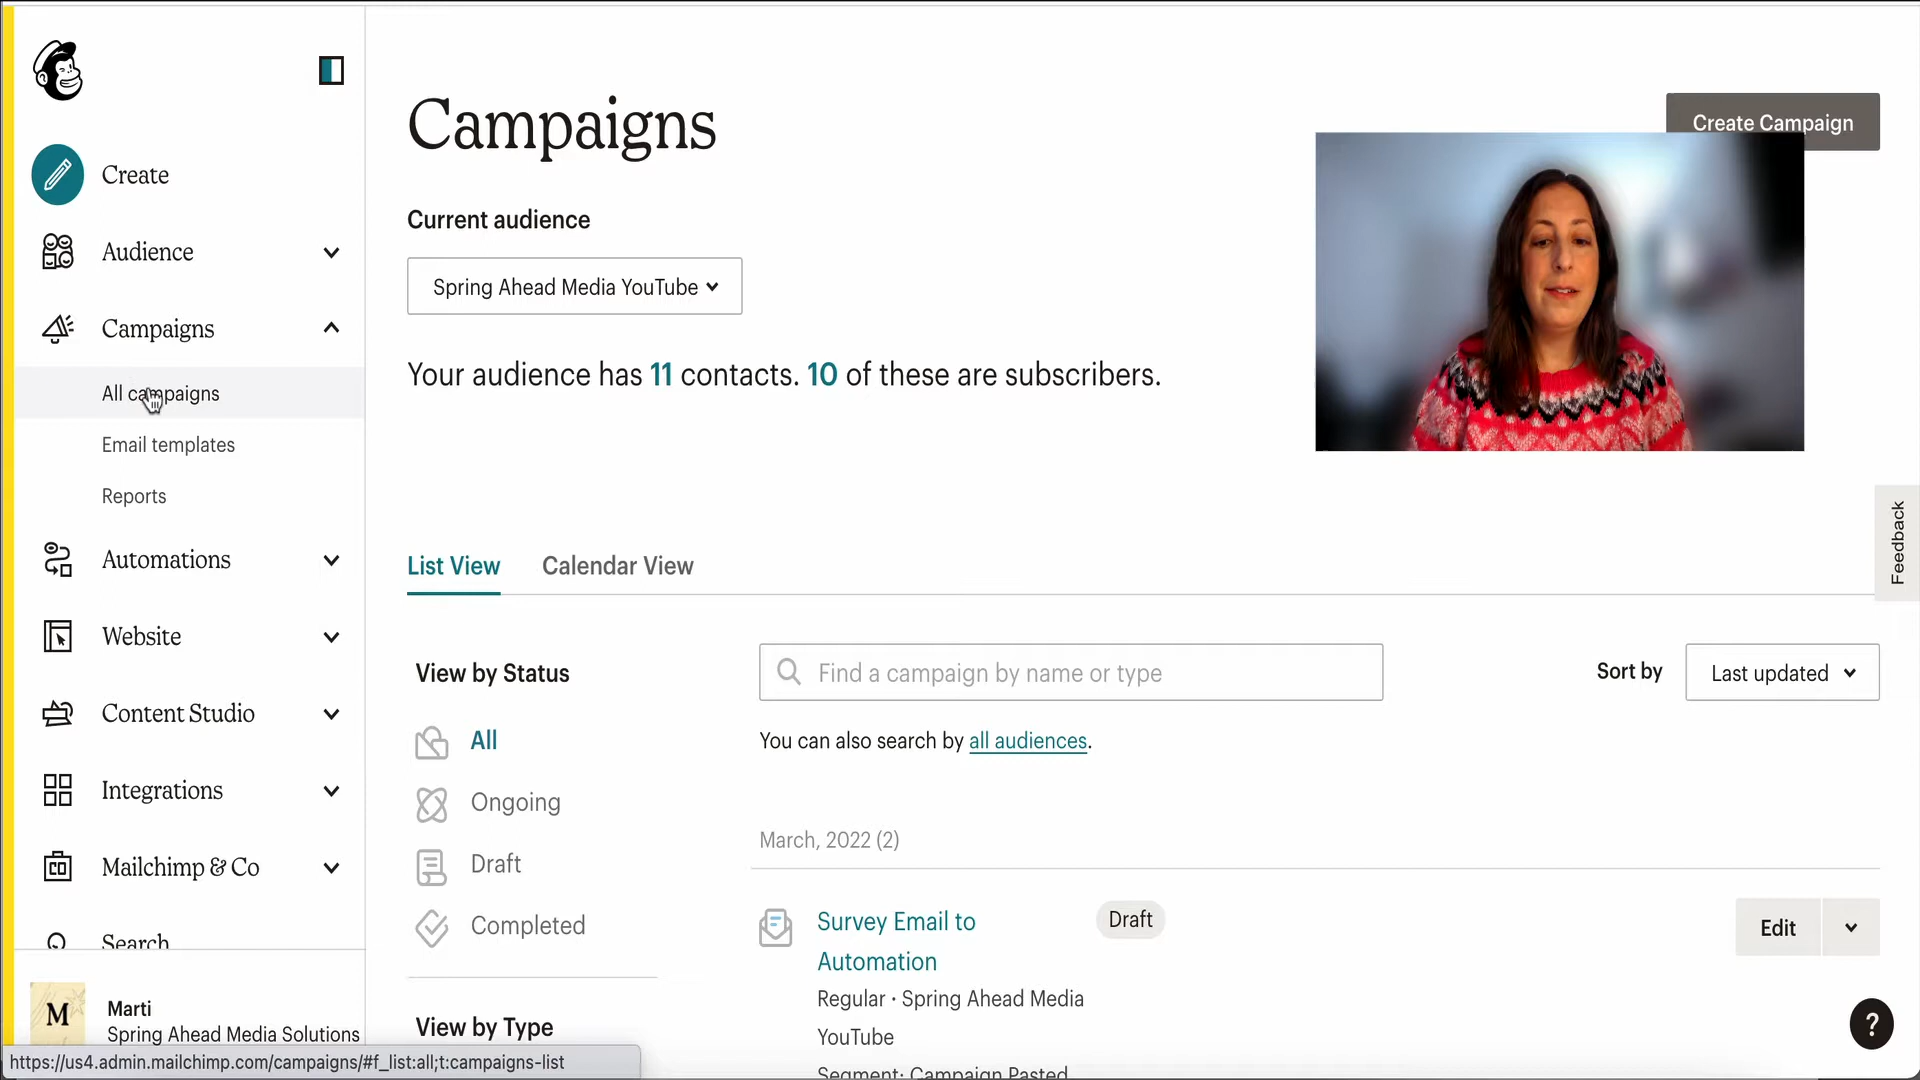 Create
Audience
Campaigns
All campaigns
Email templates
Reports
Automations
Website
Content Studio
Integrations
Mailchimp & Co
Search
M
Marti
Spring Ahead Media Solutions
https://us4.admin.mailchimp.com/campaigns/#f_list:all;t:campaigns-list
Campaigns
Create Campaign
Current audience
Spring Ahead Media YouTube
Your audience has 11 contacts. 10 of these are subscribers.
List View
Calendar View
View by Status
All
Ongoing
Draft
Completed
View by Type
Find a campaign by name or type
Sort by
Last updated
You can also search by all audiences.
March, 2022 (2)
Survey Email to
Automation
Draft
Edit
Regular · Spring Ahead Media
YouTube
Segment: Campaign Pasted
Feedback
?